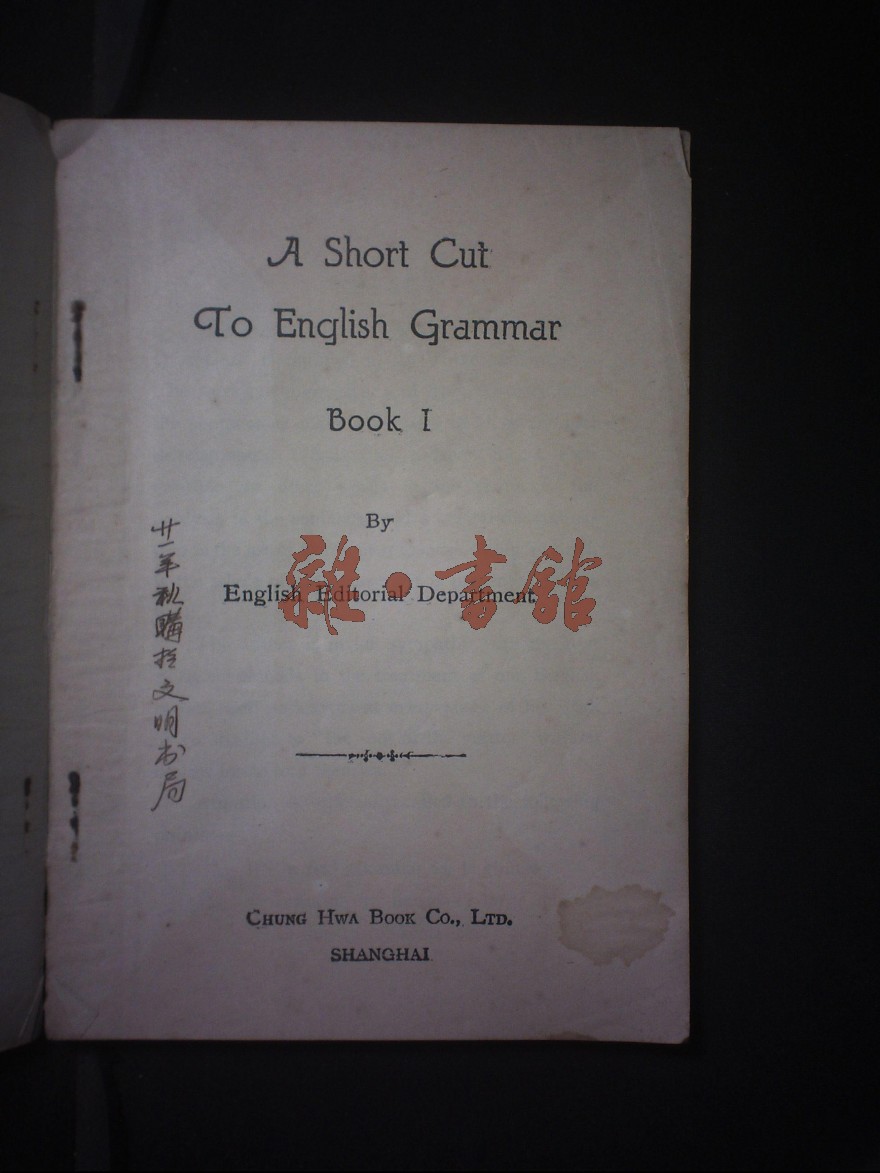 A Short Cut
To English Grammar
Book I
By
English Editorial Department
雜·書館
廿一年秋購於文明书局
CHUNG HWA BOOK CO., LTD.
SHANGHAI